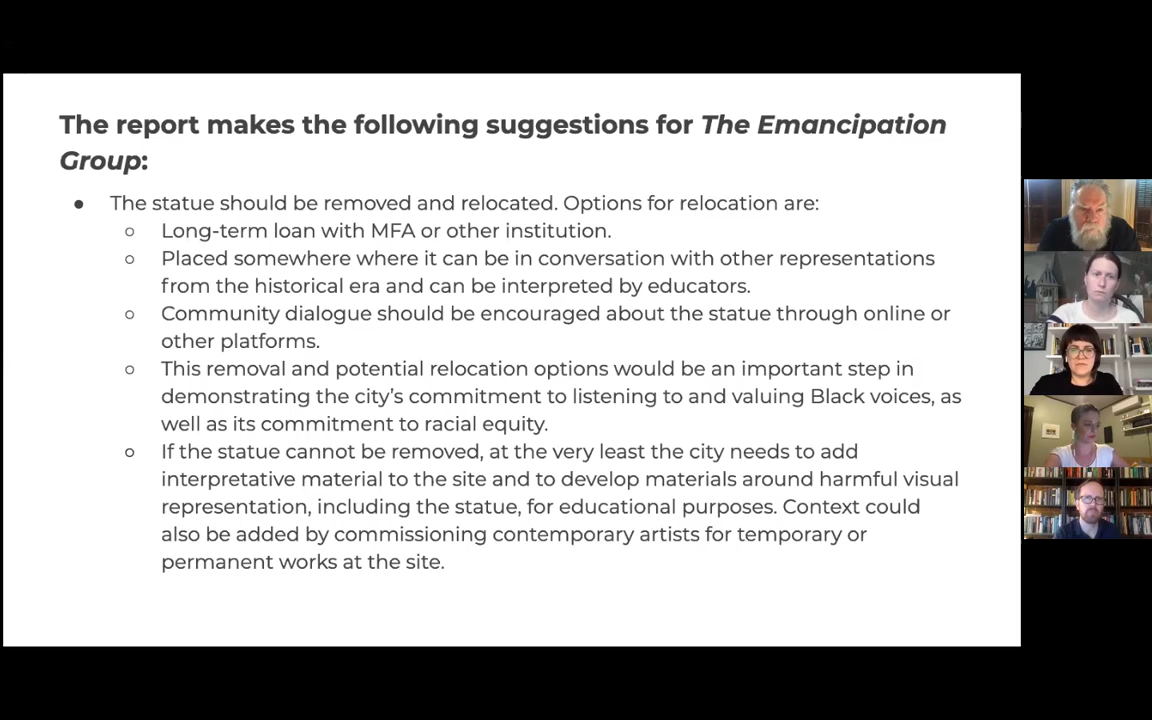 The report makes the following suggestions for The Emancipation
Group:
● The statue should be removed and relocated. Options for relocation are:
○ Long-term loan with MFA or other institution.
○ Placed somewhere where it can be in conversation with other representations
from the historical era and can be interpreted by educators.
○ Community dialogue should be encouraged about the statue through online or
other platforms.
○ This removal and potential relocation options would be an important step in
demonstrating the city's commitment to listening to and valuing Black voices, as
well as its commitment to racial equity.
○ If the statue cannot be removed, at the very least the city needs to add
interpretative material to the site and to develop materials around harmful visual
representation, including the statue, for educational purposes. Context could
also be added by commissioning contemporary artists for temporary or
permanent works at the site.